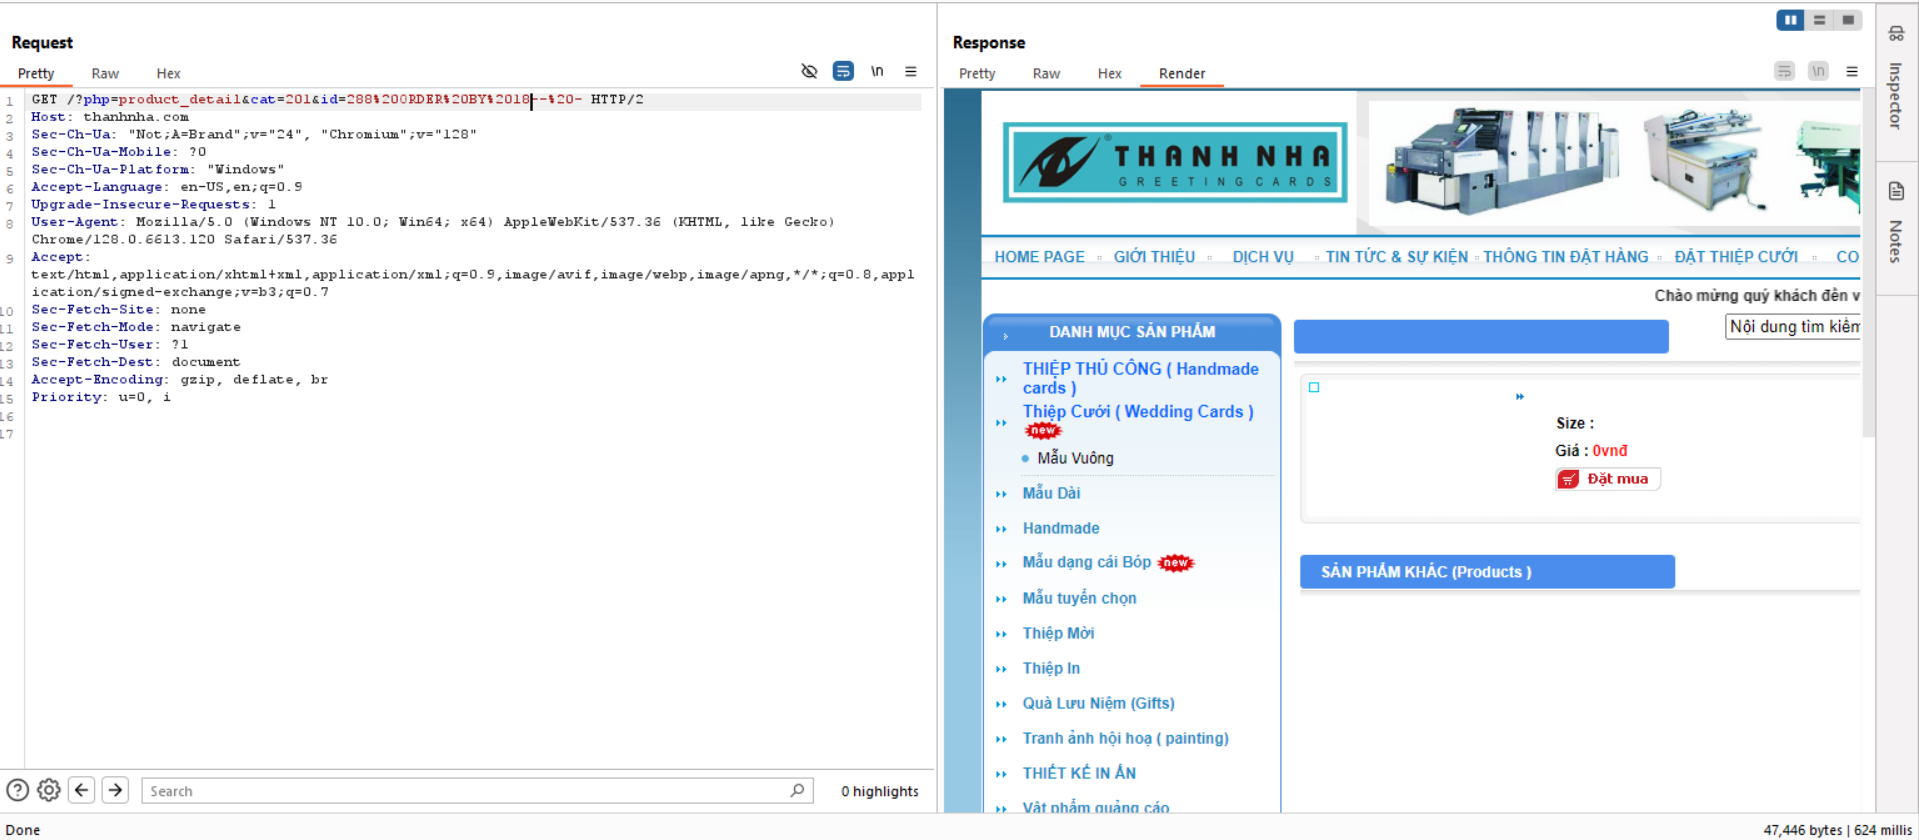 Request
Pretty Raw Hex
\n
1 GET /?php=product_detail&cat=201&id=288%20ORDER%20BY%2018--%20- HTTP/2
2 Host: thanhnha.com
3 Sec-Ch-Ua: "Not;A=Brand";v="24", "Chromium";v="128"
4 Sec-Ch-Ua-Mobile: ?0
5 Sec-Ch-Ua-Platform: "Windows"
6 Accept-Language: en-US,en;q=0.9
7 Upgrade-Insecure-Requests: 1
8 User-Agent: Mozilla/5.0 (Windows NT 10.0; Win64; x64) AppleWebKit/537.36 (KHTML, like Gecko)
Chrome/128.0.6613.120 Safari/537.36
9 Accept:
text/html,application/xhtml+xml,application/xml;q=0.9,image/avif,image/webp,image/apng,*/*;q=0.8,appl
ication/signed-exchange;v=b3;q=0.7
10 Sec-Fetch-Site: none
11 Sec-Fetch-Mode: navigate
12 Sec-Fetch-User: ?1
13 Sec-Fetch-Dest: document
14 Accept-Encoding: gzip, deflate, br
15 Priority: u=0, i
16
17
Search
0 highlights
Done
Response
Pretty Raw Hex Render
\n
THANH NHA ®
GREETING CARDS
HOME PAGE GIỚI THIỆU DỊCH VỤ TIN TỨC & SỰ KIỆN THÔNG TIN ĐẶT HÀNG ĐẶT THIỆP CƯỚI CO
Chào mừng quý khách đến v
DANH MỤC SẢN PHẨM
Nội dung tìm kiếm
THIỆP THỦ CÔNG ( Handmade
cards )
Thiệp Cưới ( Wedding Cards )
new
Mẫu Vuông
Mẫu Dài
Handmade
Mẫu dạng cái Bóp new
Mẫu tuyển chọn
Thiệp Mời
Thiệp In
Quà Lưu Niệm (Gifts)
Tranh ảnh hội hoạ ( painting)
THIẾT KẾ IN ẤN
Vật phẩm quảng cáo
Size :
Giá : 0vnđ
Đặt mua
SẢN PHẨM KHÁC (Products )
Inspector
Notes
47,446 bytes | 624 millis